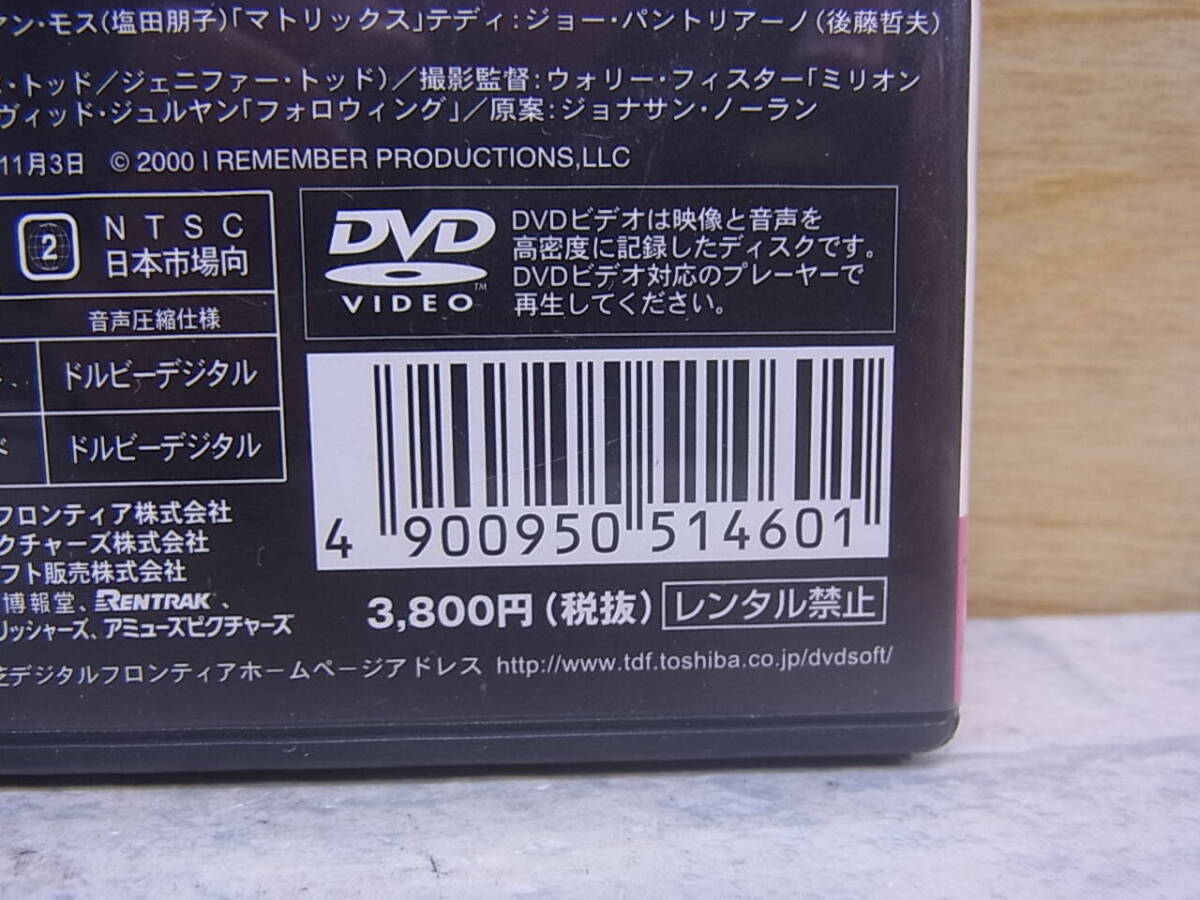 アン・モス(塩田朋子)「マトリックス」テディ:ジョー・パントリアーノ(後藤哲夫)
・トッド/ジェニファー・トッド)/撮影監督:ウォリー・フィスター「ミリオン
ヴィッド・ジュルヤン「フォロウィング」/原案:ジョナサン・ノーラン
11月3日 © 2000 I REMEMBER PRODUCTIONS,LLC
2
NTSC
日本市場向
音声圧縮仕様
ドルビーデジタル
ド
ドルビーデジタル
DVD
VIDEO™
DVDビデオは映像と音声を
高密度に記録したディスクです。
DVDビデオ対応のプレーヤーで
再生してください。
4 900950 514601
フロンティア株式会社
クチャーズ株式会社
フト販売株式会社
博報堂、RENTRAK、
リッシャーズ、アミューズピクチャーズ
3,800円(税抜) レンタル禁止
芝デジタルフロンティアホームページアドレス http://www.tdf.toshiba.co.jp/dvdsoft/